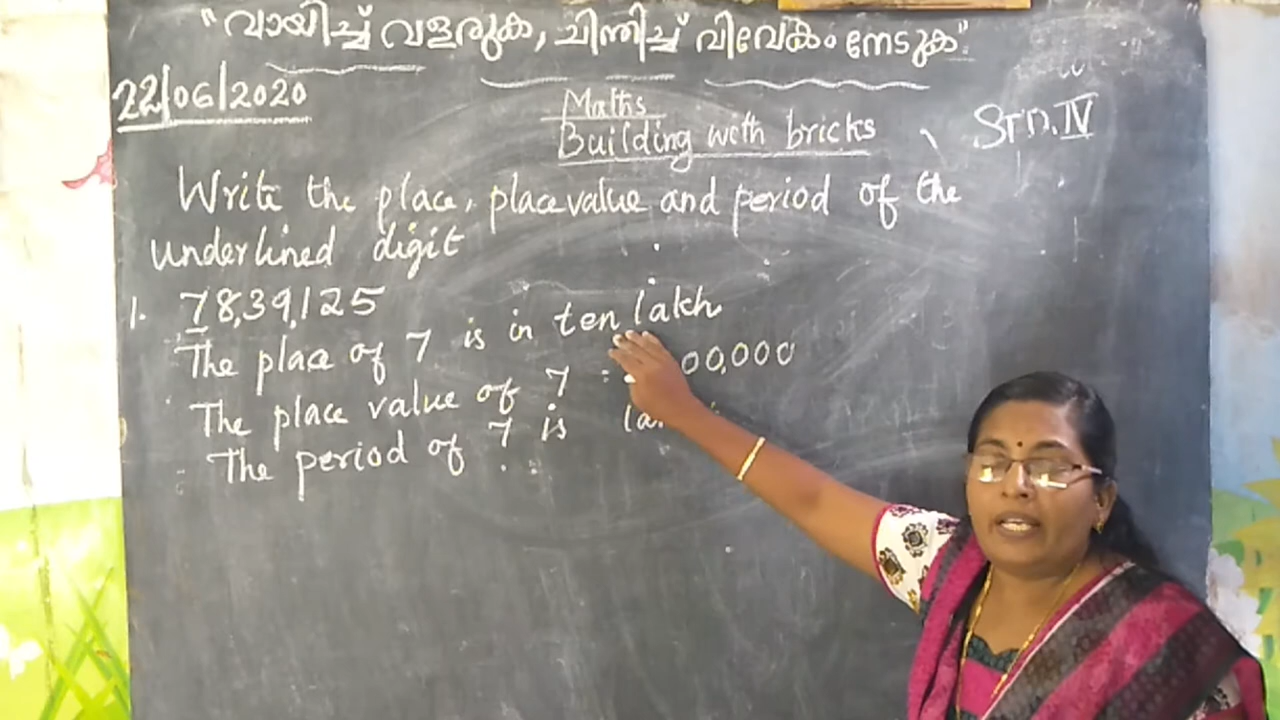 "വായിച്ച് വളരുക, ചിന്തിച്ച് വിവേകം നേടുക".
22/06/2020
Maths
Building with bricks
STD. IV
Write the place, place value and period of the
underlined digit
1. 78,39,125
The place of 7 is in ten lakh
The place value of 7 = 00,000
The period of 7 is